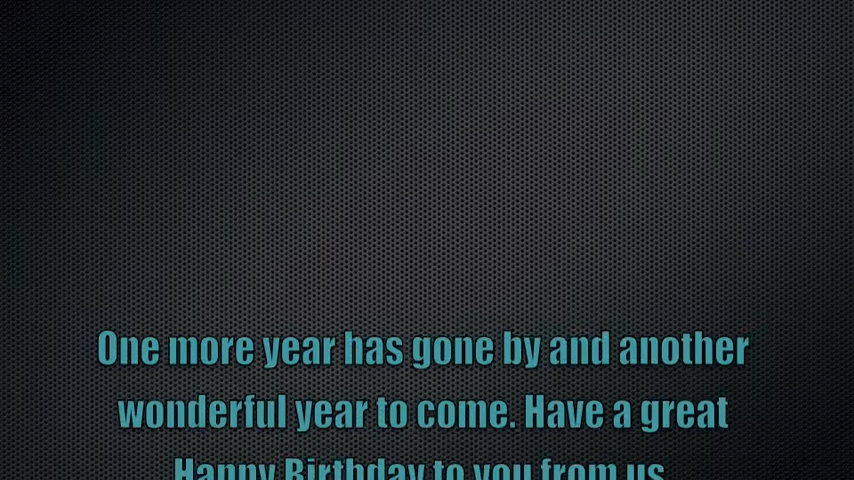 One more year has gone by and another
wonderful year to come. Have a great
Happy Birthday to you from us